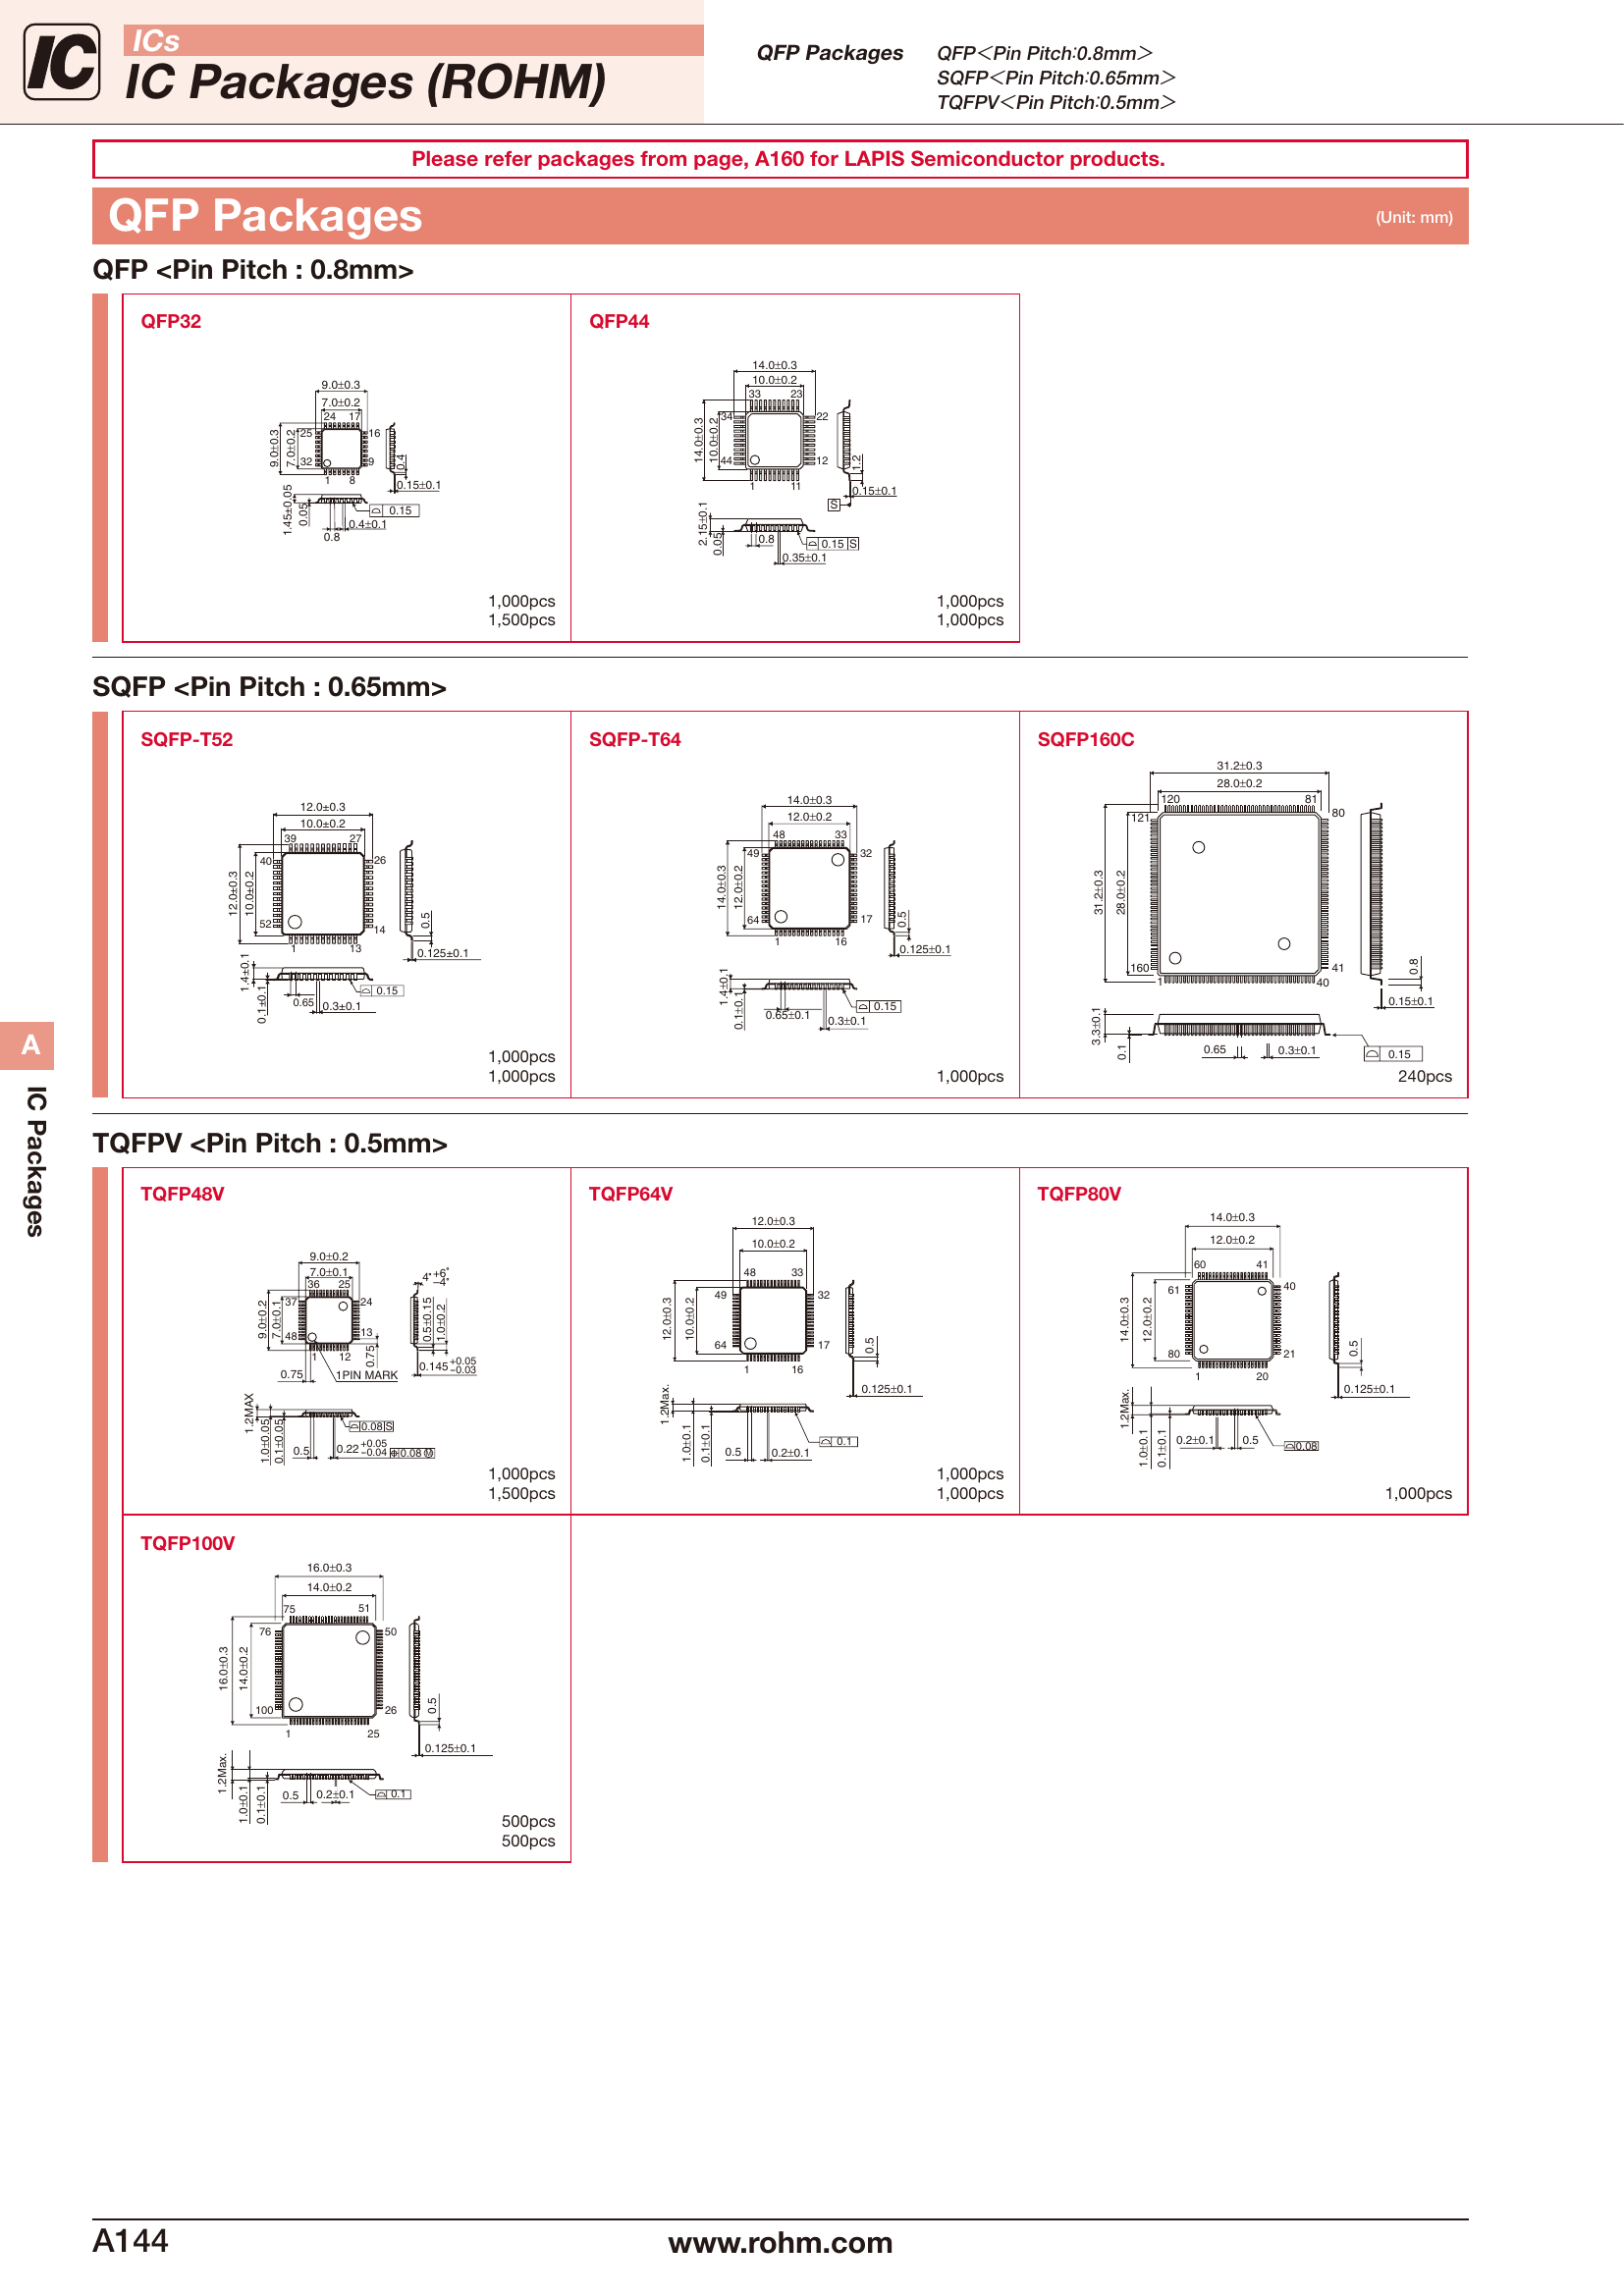 IC
ICs
IC Packages (ROHM)
QFP Packages
QFP<Pin Pitch:0.8mm>
SQFP<Pin Pitch:0.65mm>
TQFPV<Pin Pitch:0.5mm>
Please refer packages from page, A160 for LAPIS Semiconductor products.
QFP Packages
(Unit: mm)
QFP <Pin Pitch : 0.8mm>
QFP32
9.0±0.3
7.0±0.2
24 17
25 16
32 9
1 8
9.0±0.3
7.0±0.2
0.4
0.15±0.1
1.45±0.05
0.05
0.15
0.4±0.1
0.8
1,000pcs
1,500pcs
QFP44
14.0±0.3
10.0±0.2
33 23
34 22
44 12
1 11
14.0±0.3
10.0±0.2
1.2
0.15±0.1
S
2.15±0.1
0.05
0.8
0.15 S
0.35±0.1
1,000pcs
1,000pcs
SQFP <Pin Pitch : 0.65mm>
SQFP-T52
12.0±0.3
10.0±0.2
39 27
40 26
52 14
1 13
12.0±0.3
10.0±0.2
0.5
0.125±0.1
1.4±0.1
0.1±0.1
0.15
0.65
0.3±0.1
1,000pcs
1,000pcs
SQFP-T64
14.0±0.3
12.0±0.2
48 33
49 32
64 17
1 16
14.0±0.3
12.0±0.2
0.5
0.125±0.1
1.4±0.1
0.1±0.1
0.15
0.65±0.1
0.3±0.1
1,000pcs
SQFP160C
31.2±0.3
28.0±0.2
120 81
121 80
160 41
1 40
31.2±0.3
28.0±0.2
0.8
0.15±0.1
3.3±0.1
0.1
0.65
0.3±0.1
0.15
240pcs
TQFPV <Pin Pitch : 0.5mm>
TQFP48V
9.0±0.2
7.0±0.1
36 25
37 24
48 13
1 12
9.0±0.2
7.0±0.1
0.75
0.75
1PIN MARK
4° +6° −4°
0.5±0.15
1.0±0.2
0.145 +0.05 −0.03
1.2MAX
1.0±0.05
0.1±0.05
0.08 S
0.5
0.22 +0.05 −0.04
0.08 Ⓜ
1,000pcs
1,500pcs
TQFP64V
12.0±0.3
10.0±0.2
48 33
49 32
64 17
1 16
12.0±0.3
10.0±0.2
0.5
0.125±0.1
1.2Max.
1.0±0.1
0.1±0.1
0.5
0.2±0.1
0.1
1,000pcs
1,000pcs
TQFP80V
14.0±0.3
12.0±0.2
60 41
61 40
80 21
1 20
14.0±0.3
12.0±0.2
0.5
0.125±0.1
1.2Max.
1.0±0.1
0.1±0.1
0.2±0.1
0.5
0.08
1,000pcs
TQFP100V
16.0±0.3
14.0±0.2
75 51
76 50
100 26
1 25
16.0±0.3
14.0±0.2
0.5
0.125±0.1
1.2Max.
1.0±0.1
0.1±0.1
0.5
0.2±0.1
0.1
500pcs
500pcs
A
IC Packages
A144
www.rohm.com